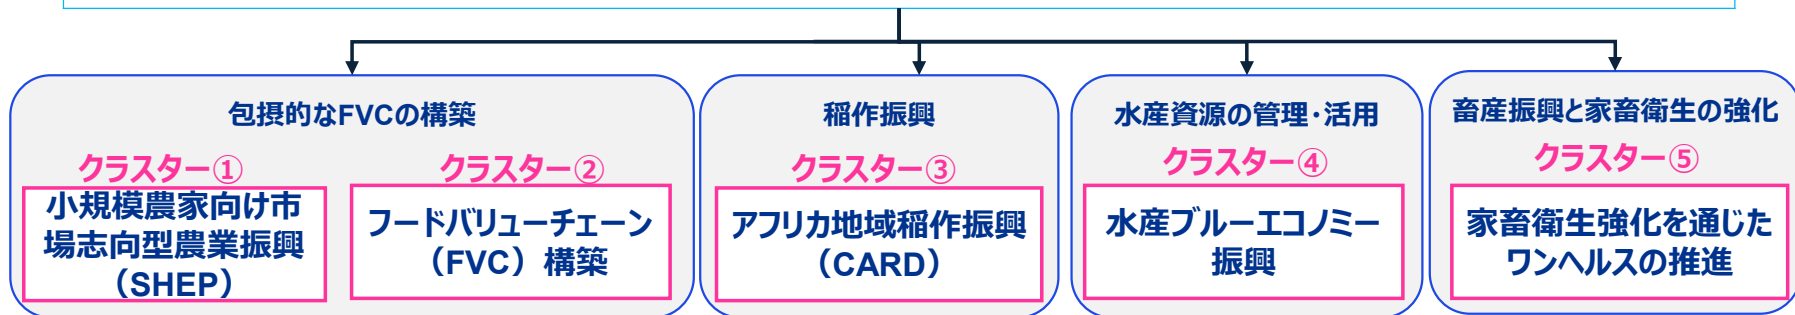 包摂的なFVCの構築
クラスター①
小規模農家向け市
場志向型農業振興
（SHEP）
クラスター②
フードバリューチェーン
（FVC）構築
稲作振興
クラスター③
アフリカ地域稲作振興
（CARD）
水産資源の管理・活用
クラスター④
水産ブルーエコノミー
振興
畜産振興と家畜衛生の強化
クラスター⑤
家畜衛生強化を通じた
ワンヘルスの推進